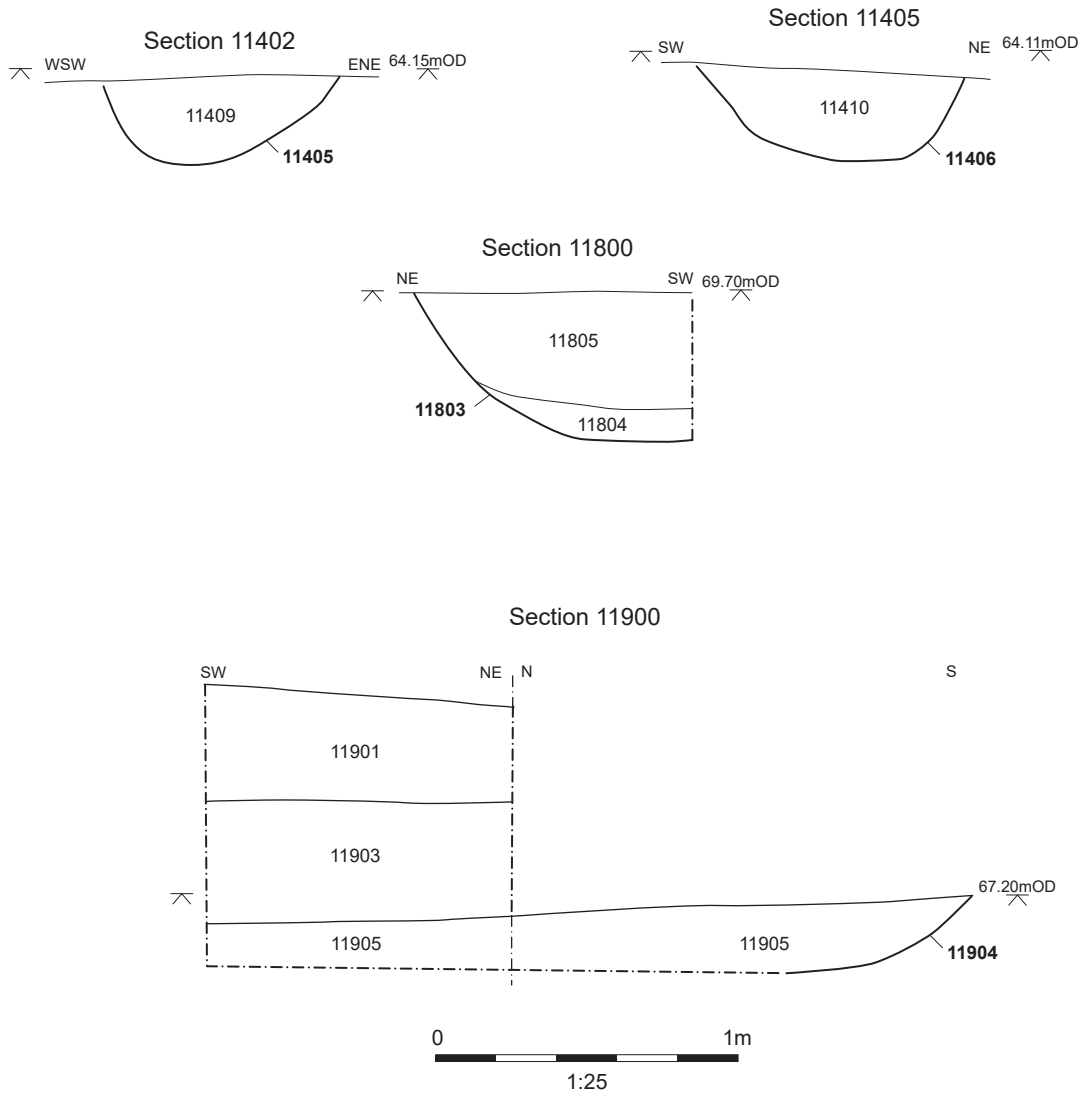 Section 11402
WSW ENE 64.15mOD
11409
11405
Section 11405
SW NE 64.11mOD
11410
11406
Section 11800
NE SW 69.70mOD
11805
11803
11804
Section 11900
SW NE N S
11901
11903
67.20mOD
11905 11905 11904
0 1m
1:25